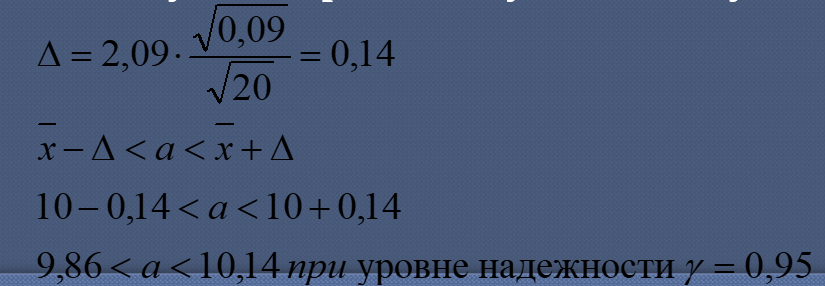 Δ = 2,09 · √0,09 / √20 = 0,14
x̄ − Δ < a < x̄ + Δ
10 − 0,14 < a < 10 + 0,14
9,86 < a < 10,14 при уровне надежности γ = 0,95